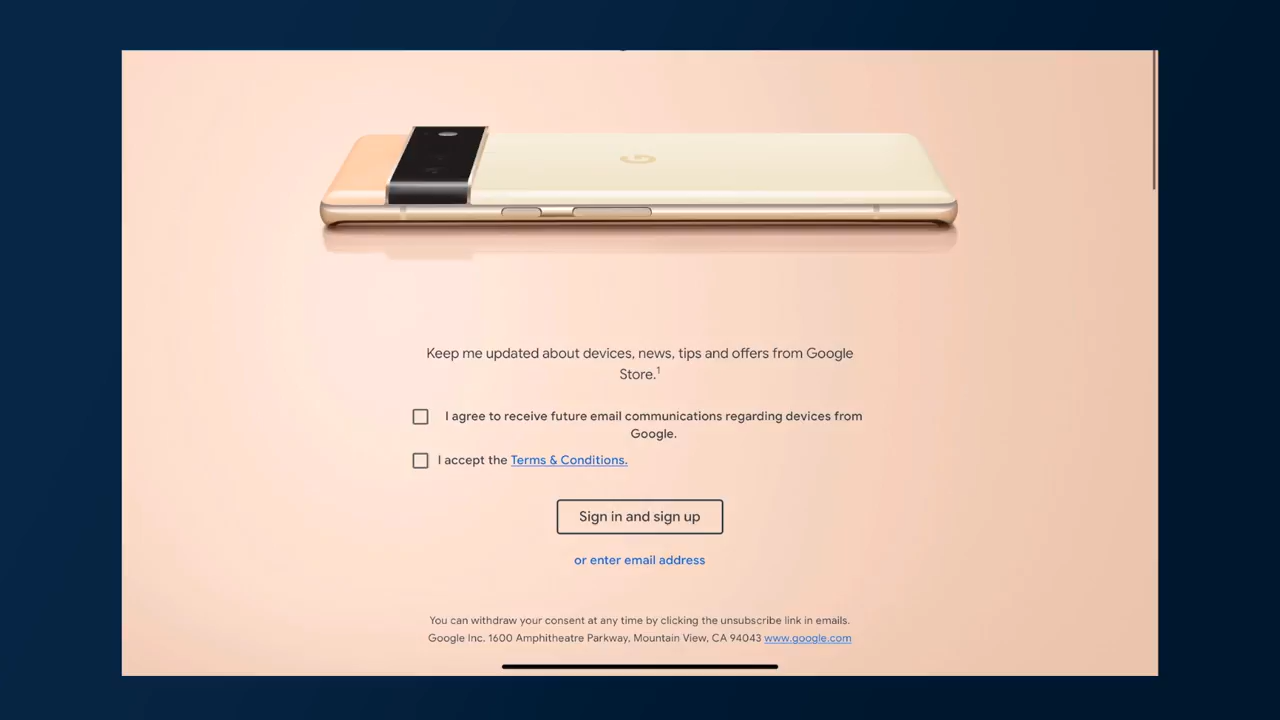 Keep me updated about devices, news, tips and offers from Google
Store.1
I agree to receive future email communications regarding devices from
Google.
I accept the Terms & Conditions.
Sign in and sign up
or enter email address
You can withdraw your consent at any time by clicking the unsubscribe link in emails.
Google Inc. 1600 Amphitheatre Parkway, Mountain View, CA 94043 www.google.com